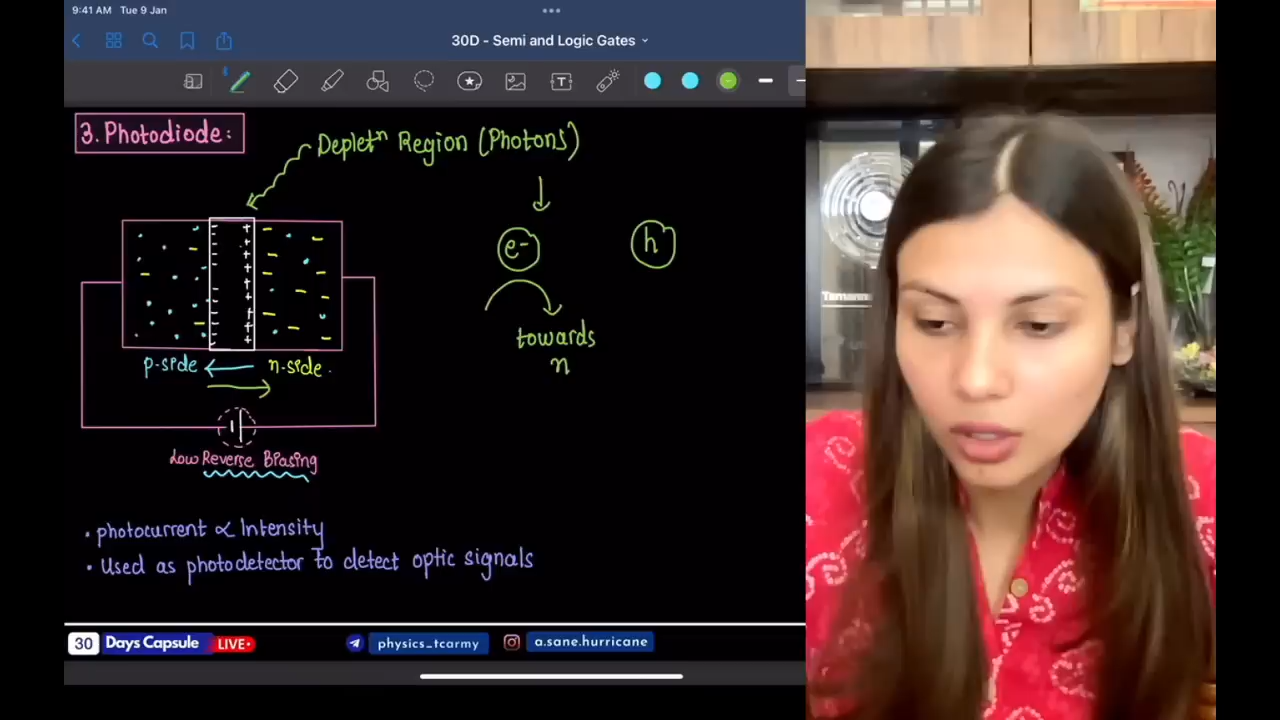 9:41 AM Tue 9 Jan
30D - Semi and Logic Gates
T
3. Photodiode:
Depletⁿ Region (Photons)
e-
h
towards
n
p-side
n-side.
Low Reverse Biasing
• photocurrent ∝ Intensity
• Used as photodetector to detect optic signals
30 Days Capsule LIVE•
physics_tcarmy
a.sane.hurricane